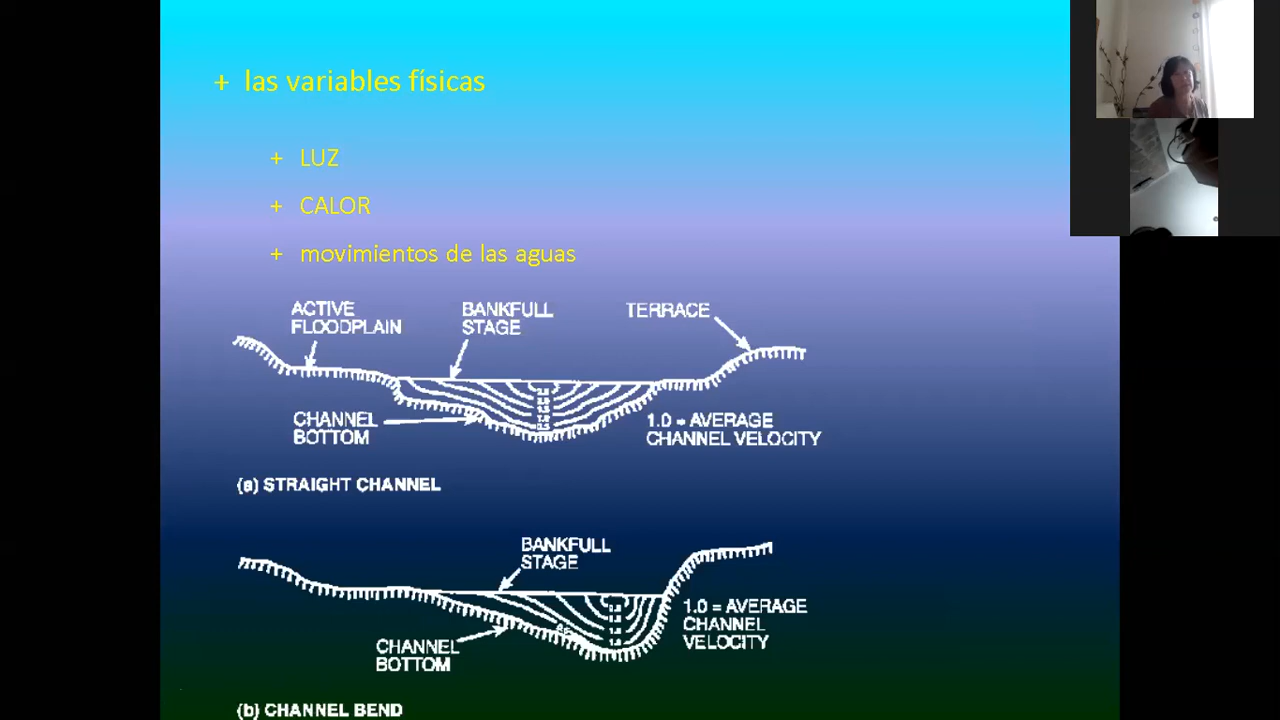 + las variables físicas
+ LUZ
+ CALOR
+ movimientos de las aguas
ACTIVE
FLOODPLAIN
BANKFULL
STAGE
TERRACE
CHANNEL
BOTTOM
1.0 = AVERAGE
CHANNEL VELOCITY
(a) STRAIGHT CHANNEL
BANKFULL
STAGE
1.0 = AVERAGE
CHANNEL
VELOCITY
CHANNEL
BOTTOM
(b) CHANNEL BEND